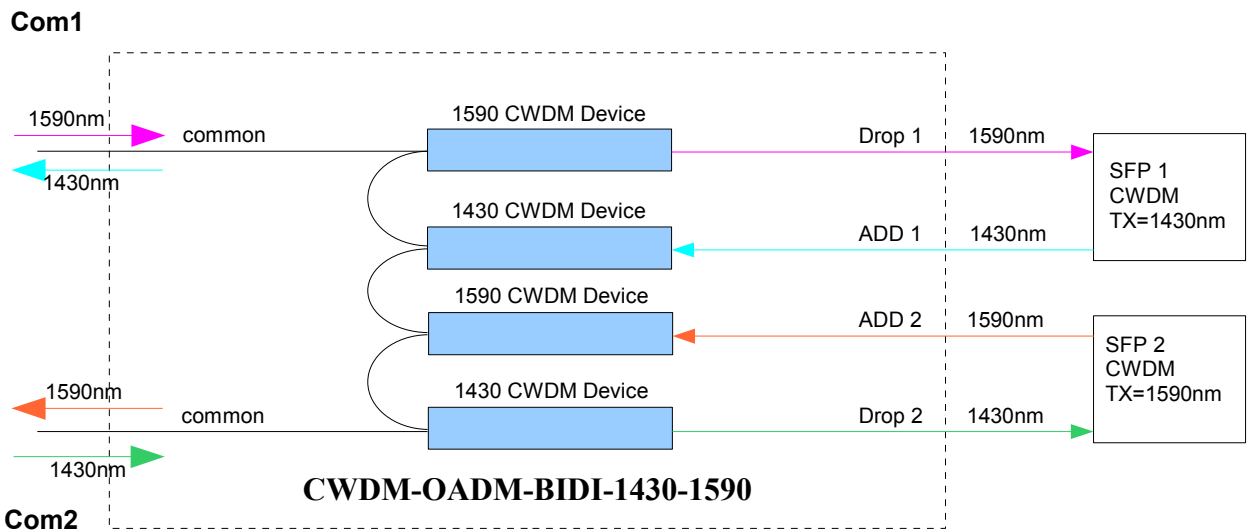 Com1
1590nm
common
1430nm
1590 CWDM Device
Drop 1
1590nm
SFP 1
CWDM
TX=1430nm
1430 CWDM Device
ADD 1
1430nm
1590 CWDM Device
ADD 2
1590nm
SFP 2
CWDM
TX=1590nm
1430 CWDM Device
Drop 2
1430nm
1590nm
common
1430nm
CWDM-OADM-BIDI-1430-1590
Com2